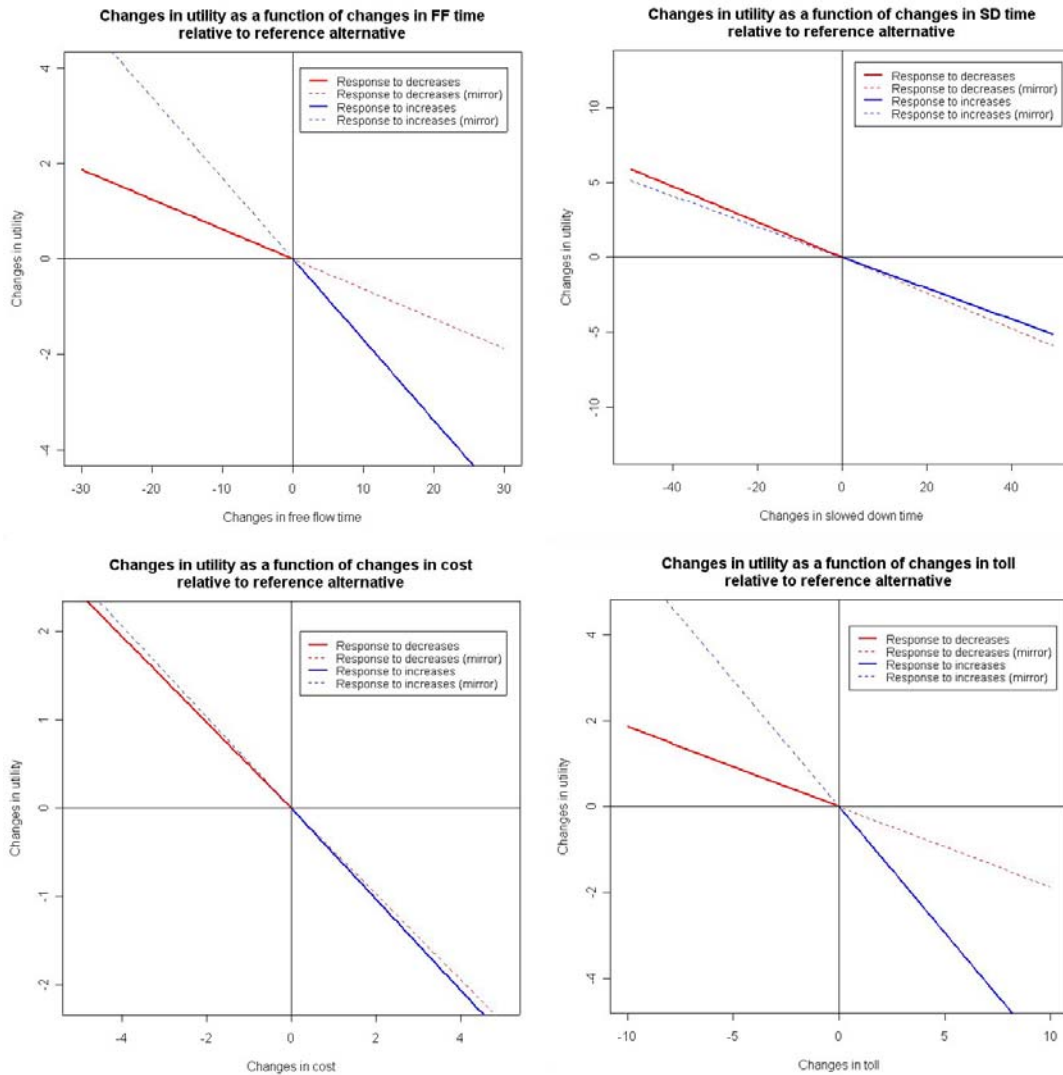 Changes in utility as a function of changes in FF time
relative to reference alternative
Response to decreases
Response to decreases (mirror)
Response to increases
Response to increases (mirror)
4
2
0
-2
-4
Changes in utility
-30
-20
-10
0
10
20
30
Changes in free flow time
Changes in utility as a function of changes in SD time
relative to reference alternative
Response to decreases
Response to decreases (mirror)
Response to increases
Response to increases (mirror)
10
5
0
-5
-10
Changes in utility
-40
-20
0
20
40
Changes in slowed down time
Changes in utility as a function of changes in cost
relative to reference alternative
Response to decreases
Response to decreases (mirror)
Response to increases
Response to increases (mirror)
2
1
0
-1
-2
Changes in utility
-4
-2
0
2
4
Changes in cost
Changes in utility as a function of changes in toll
relative to reference alternative
Response to decreases
Response to decreases (mirror)
Response to increases
Response to increases (mirror)
4
2
0
-2
-4
Changes in utility
-10
-5
0
5
10
Changes in toll